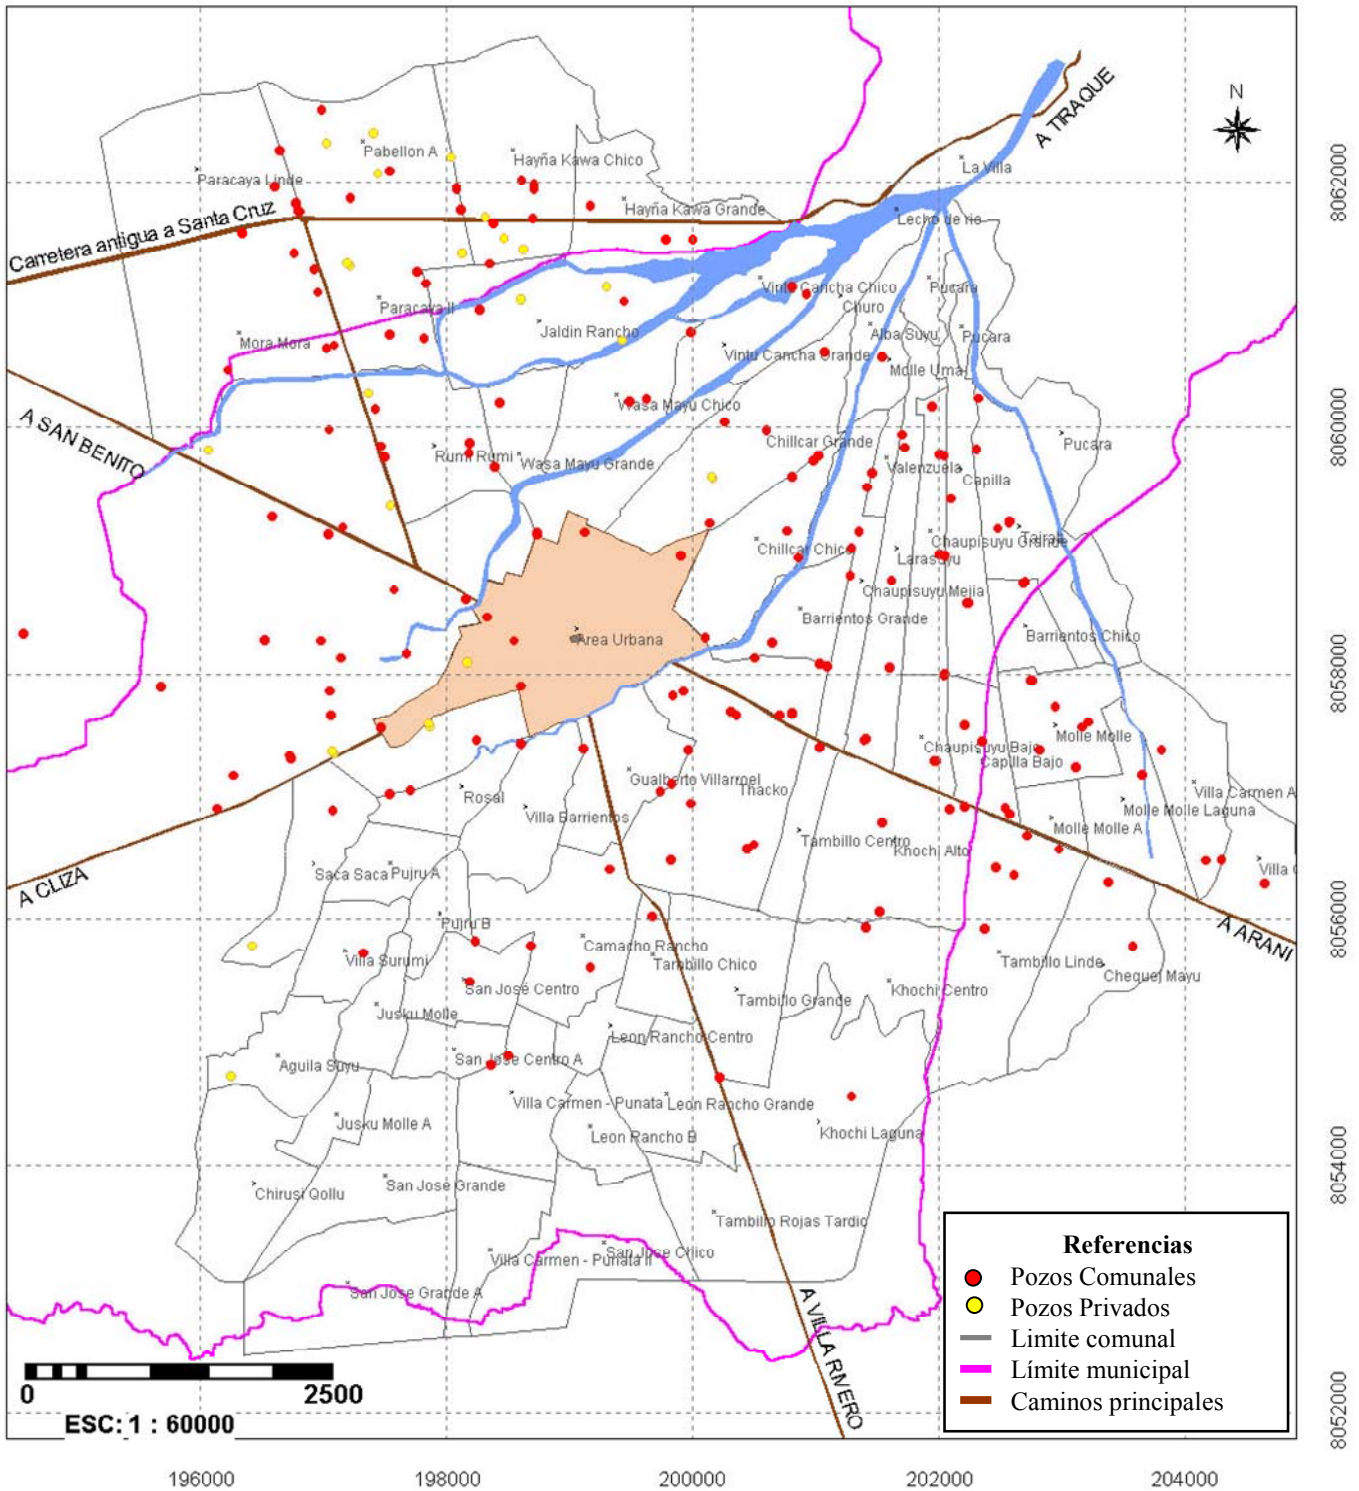 N
A TIRAQUE
La Villa
Pabellon A
Hayña Kawa Chico
Paracaya Linde
Hayña Kawa Grande
Lecho de rio
Carretera antigua a Santa Cruz
Vintu Cancha Chico
Pucara
Churo
Paracaya II
Jaldin Rancho
Alba Suyu
Pucara
Mora Mora
Vintu Cancha Grande
Molle Uma
Wasa Mayu Chico
A SAN BENITO
Chillcar Grande
Pucara
Rumi Rumi
Wasa Mayu Grande
Valenzuela
Capilla
Chaupisuyu Grande
Chillcar Chico
Larasuyu
Chaupisuyu Mejia
Barrientos Grande
Area Urbana
Barrientos Chico
Molle Molle
Chaupisuyu Bajo
Capilla Bajo
Gualberto Villarroel
Thacko
Villa Carmen A
Rosal
Molle Molle Laguna
Villa Barrientos
Molle Molle A
Tambillo Centro
Khochi Alto
Saca Saca
Pujru A
A CLIZA
Pujru B
A ARANI
Camacho Rancho
Villa Surumi
Tambillo Chico
Tambillo Linde
Chequej Mayu
San José Centro
Khochi Centro
Tambillo Grande
Jusku Molle
Leon Rancho Centro
San Jose Centro A
Aguila Suyu
Villa Carmen - Punata
Leon Rancho Grande
Jusku Molle A
Leon Rancho B
Khochi Laguna
Chirusi Qollu
San José Grande
Tambillo Rojas Tardio
Villa Carmen - Punata II
San Jose Chico
San Jose Grande A
A VILLA RIVERO
Referencias
Pozos Comunales
Pozos Privados
Limite comunal
Límite municipal
Caminos principales
0 2500
ESC: 1 : 60000
196000 198000 200000 202000 204000
8062000
8060000
8058000
8056000
8054000
8052000